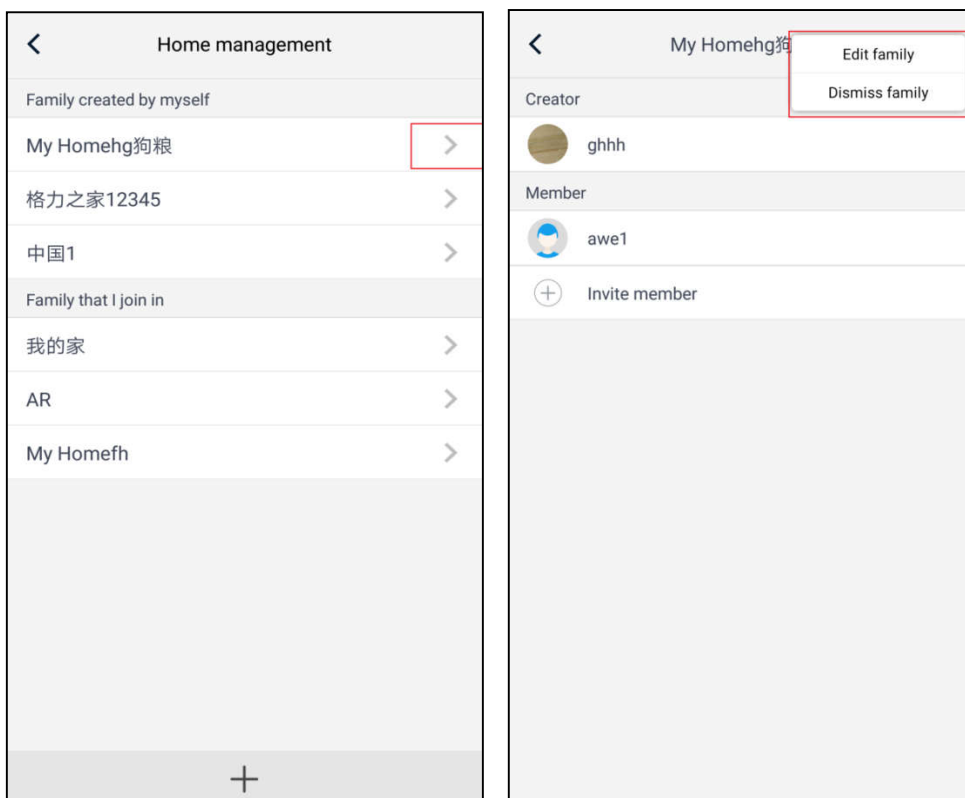 Home management
Family created by myself
My Homehg狗粮
格力之家12345
中国1
Family that I join in
我的家
AR
My Homefh
My Homehg狗
Edit family
Dismiss family
Creator
ghhh
Member
awe1
Invite member